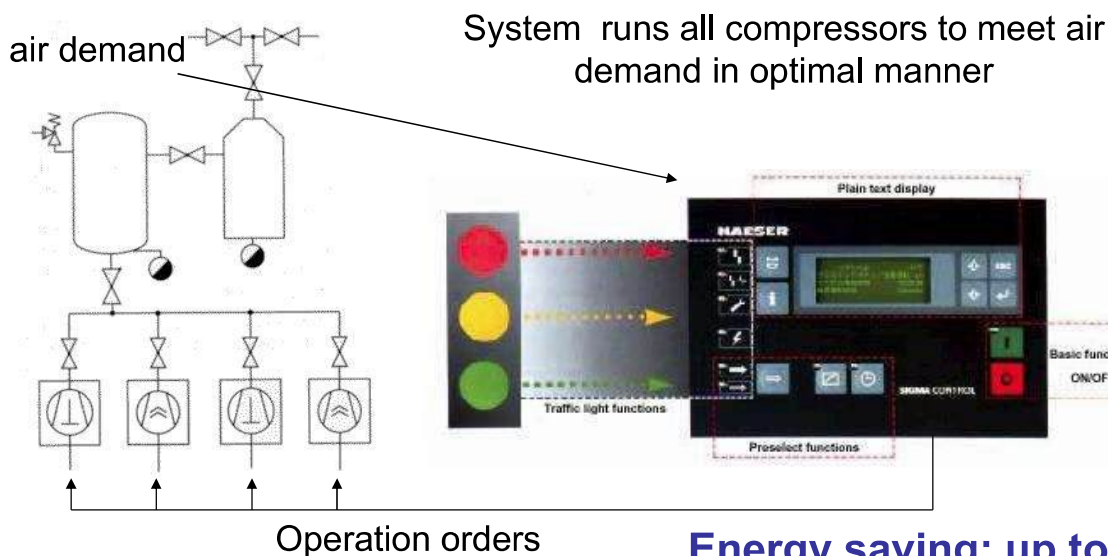 System runs all compressors to meet air
demand in optimal manner
air demand
Plain text display
KAESER
esc
i
I
Basic func
ON/OF
SIGMA CONTROL
Traffic light functions
Preselect functions
Operation orders
Energy saving: up to